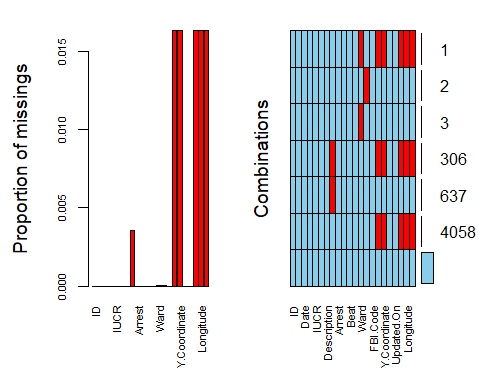 Proportion of missings
0.015
0.010
0.005
0.000
ID
IUCR
Arrest
Ward
Y.Coordinate
Longitude
Combinations
1
2
3
306
637
4058
ID
Date
IUCR
Description
Arrest
Beat
Ward
FBI.Code
Y.Coordinate
Updated.On
Longitude